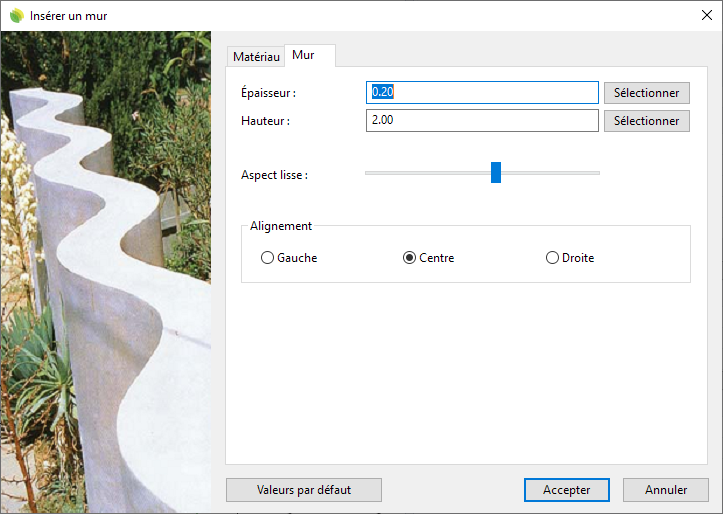 Insérer un mur
Matériau Mur
Épaisseur : 0.20 Sélectionner
Hauteur : 2.00 Sélectionner
Aspect lisse :
Alignement
Gauche Centre Droite
Valeurs par défaut Accepter Annuler